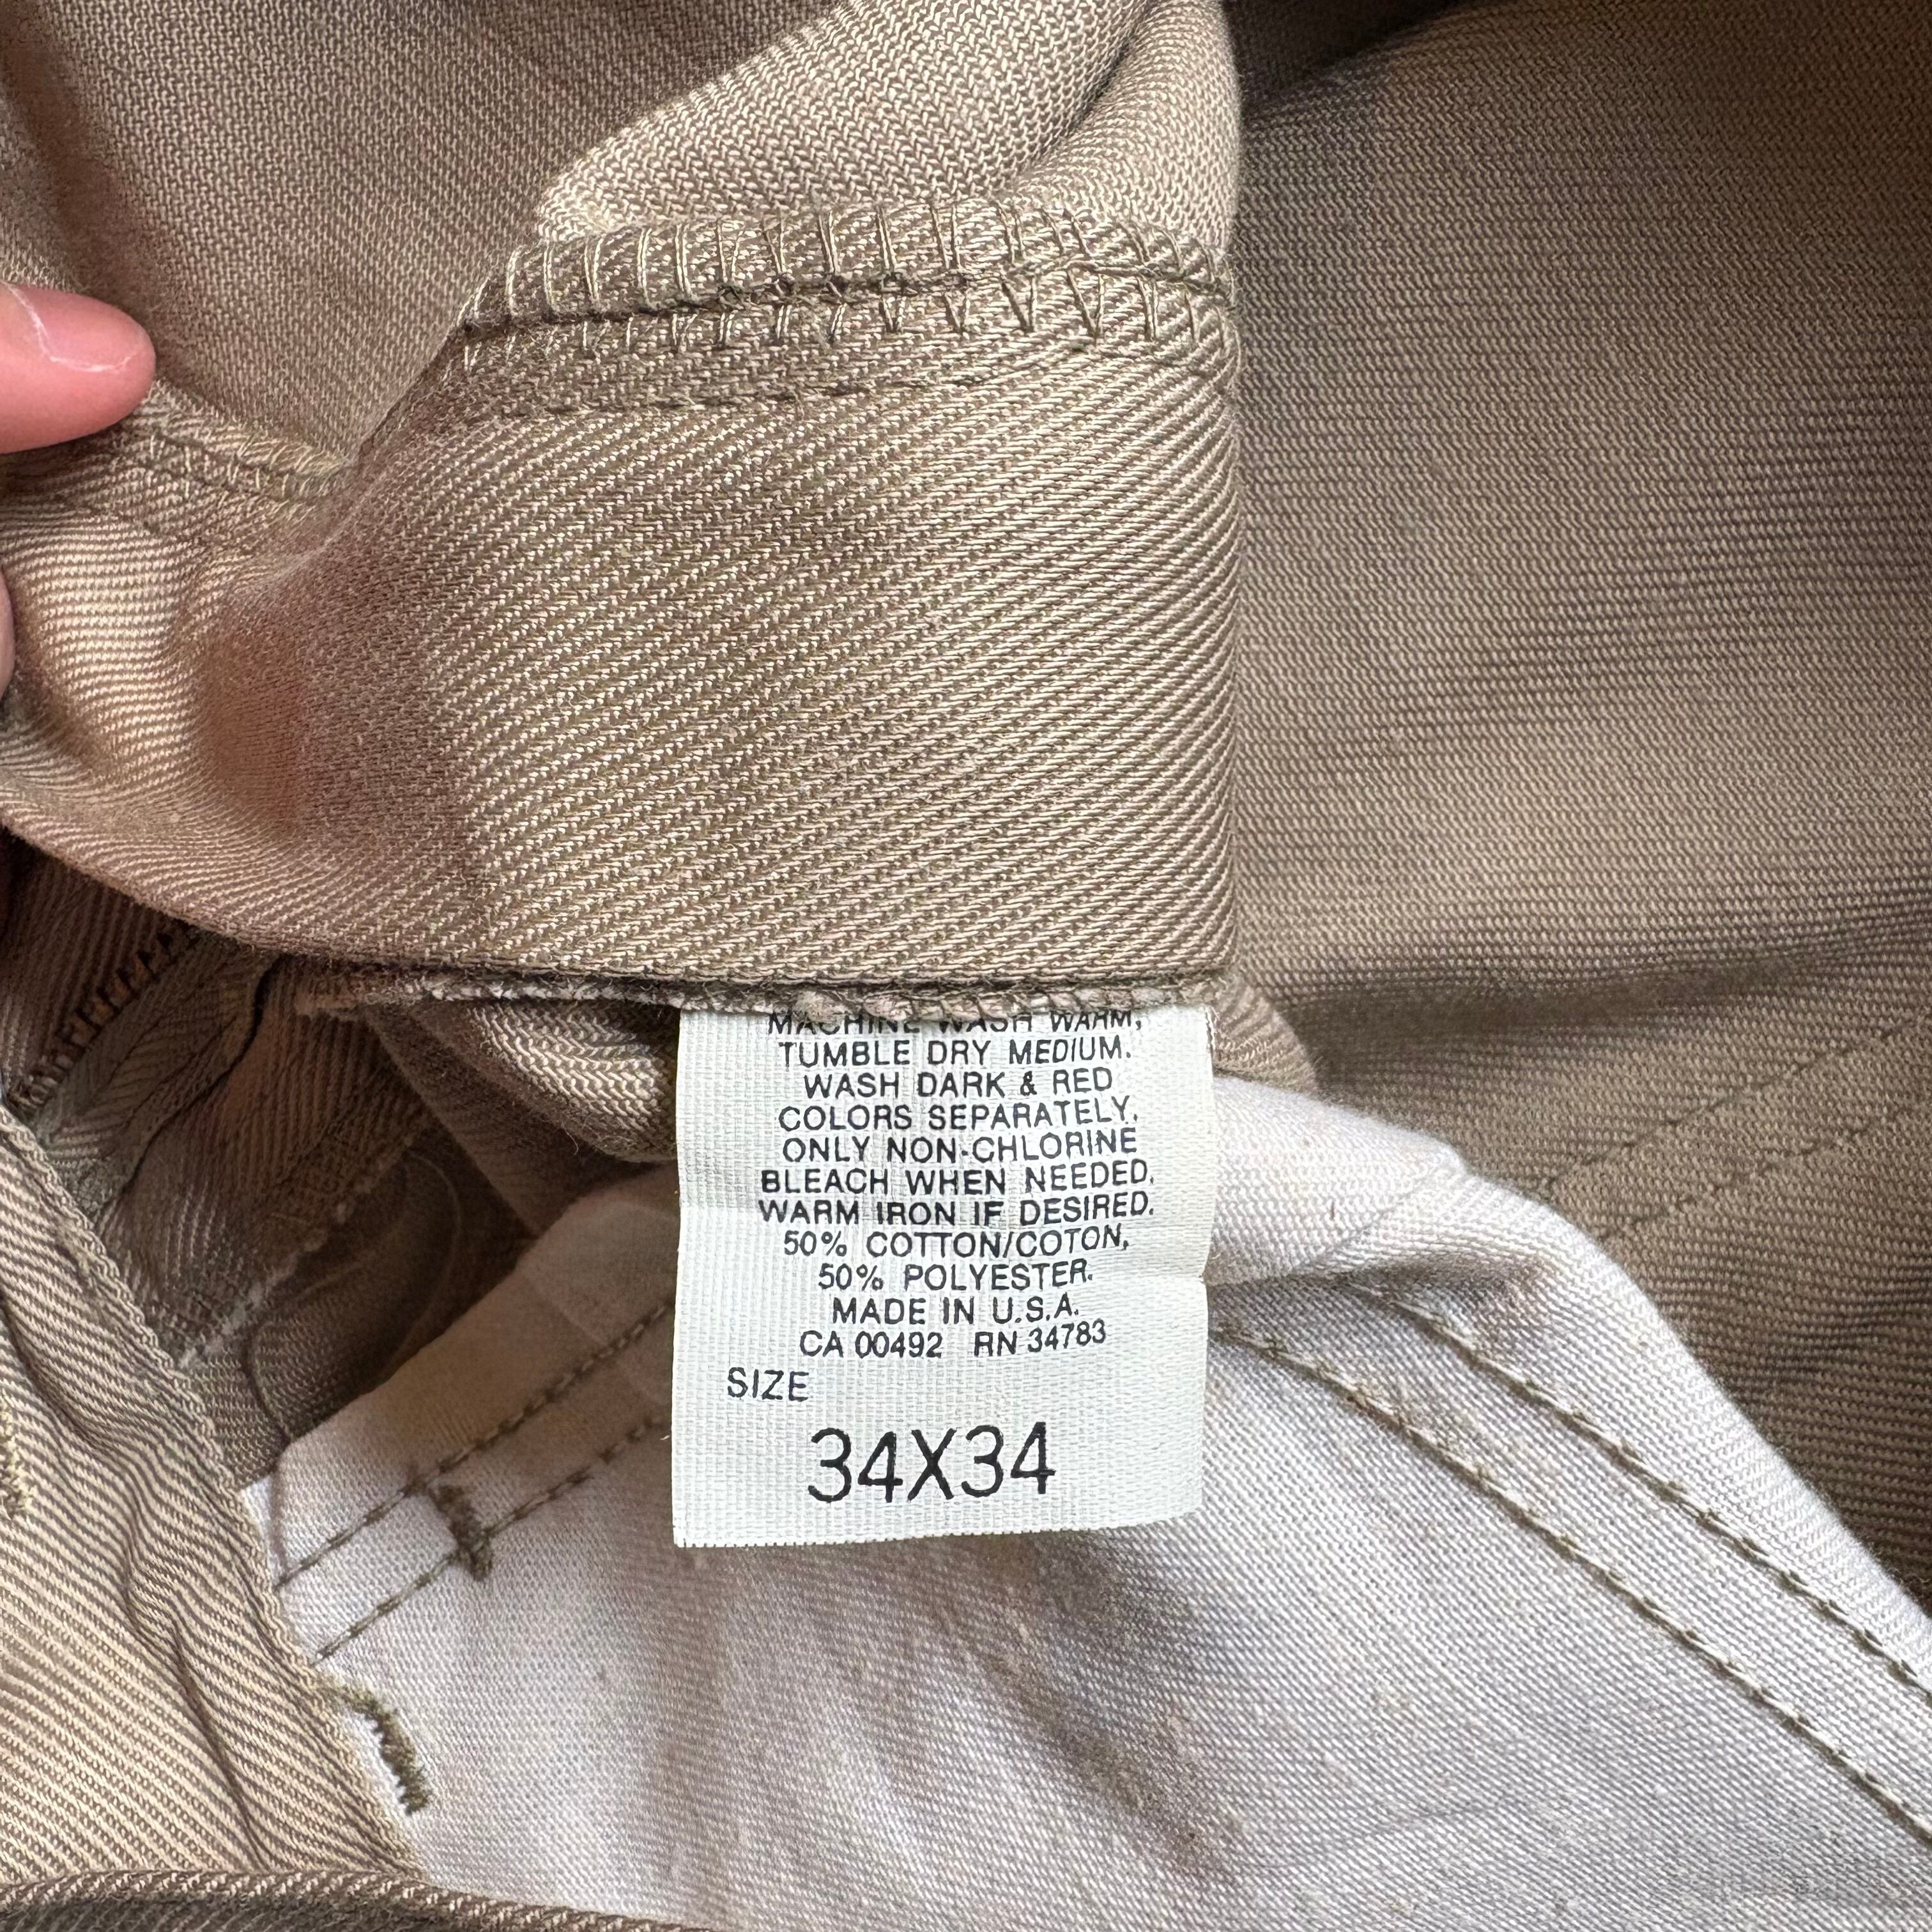 MACHINE WASH WARM,
TUMBLE DRY MEDIUM.
WASH DARK & RED
COLORS SEPARATELY.
ONLY NON-CHLORINE
BLEACH WHEN NEEDED.
WARM IRON IF DESIRED.
50% COTTON/COTON,
50% POLYESTER.
MADE IN U.S.A.
CA 00492 RN 34783
SIZE
34X34